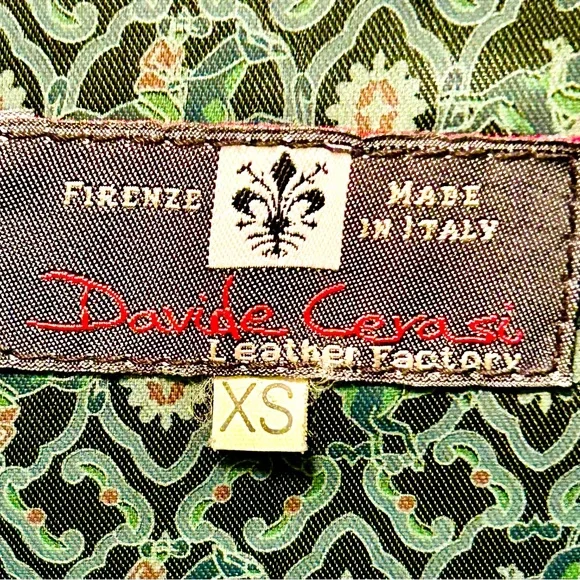 FIRENZE
MADE
IN ITALY
Davide Cerasi
Leather Factory
XS